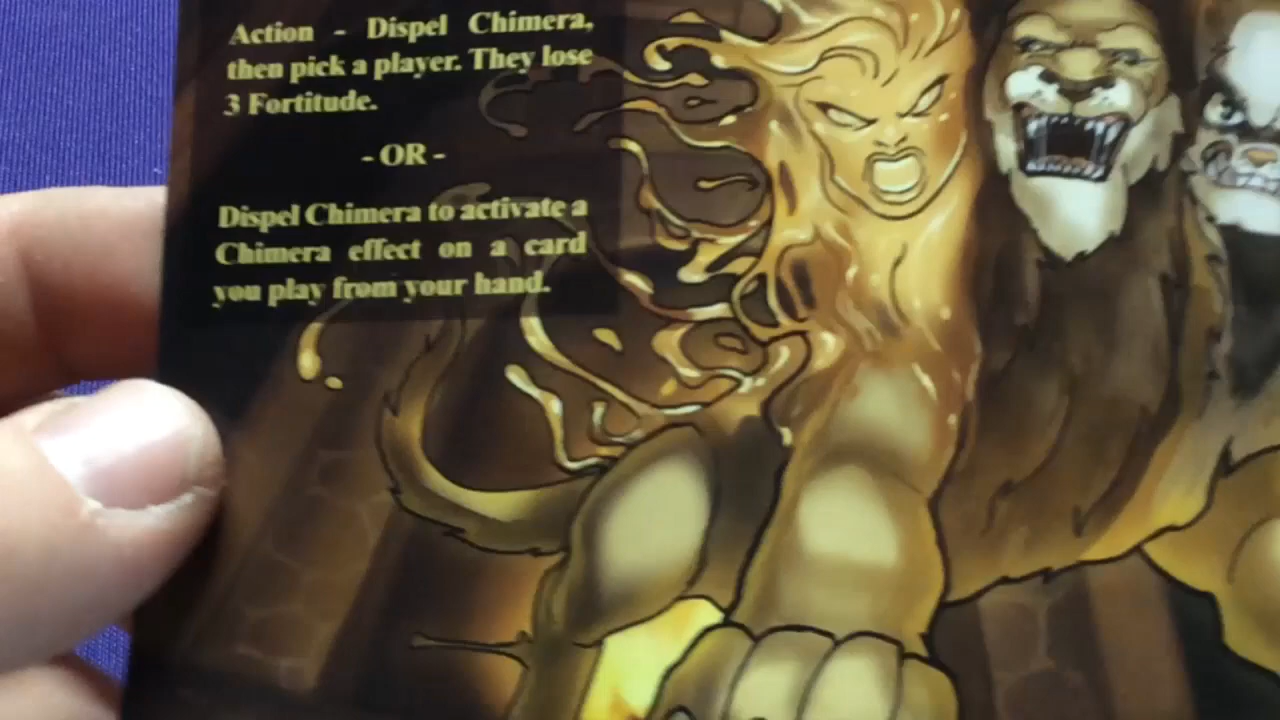 Action - Dispel Chimera,
then pick a player. They lose
3 Fortitude.
- OR -
Dispel Chimera to activate a
Chimera effect on a card
you play from your hand.